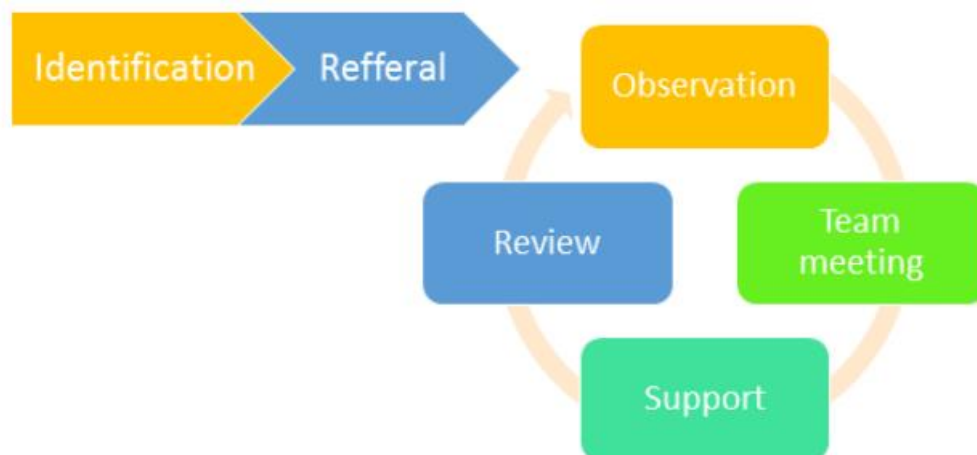 Identification
Refferal
Observation
Team
meeting
Support
Review